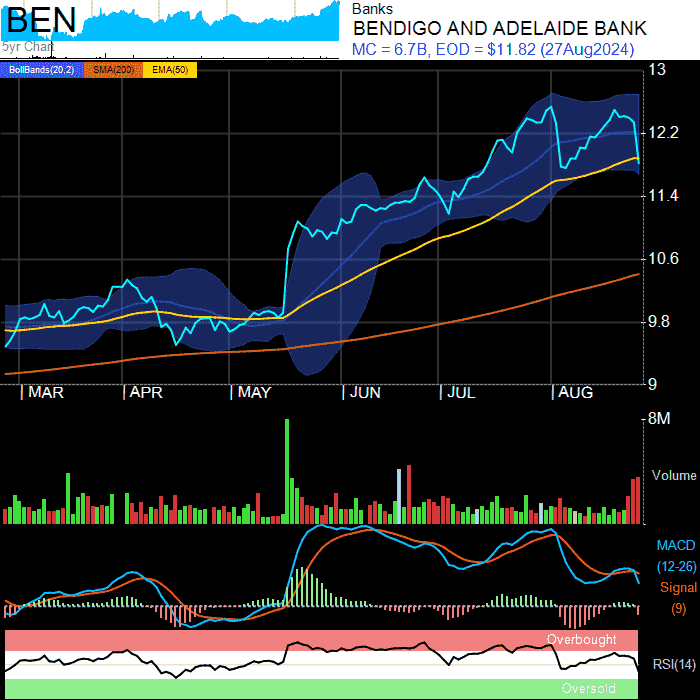 BEN
5yr Chart
Banks
BENDIGO AND ADELAIDE BANK
MC = 6.7B, EOD = $11.82 (27Aug2024)
BollBands(20,2) SMA(200) EMA(50)
13
12.2
11.4
10.6
9.8
9
MAR APR MAY JUN JUL AUG
8M
Volume
MACD
(12-26)
Signal
(9)
Overbought
RSI(14)
Oversold